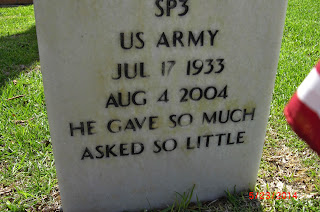 SP3
US ARMY
JUL 17 1933
AUG 4 2004
HE GAVE SO MUCH
ASKED SO LITTLE